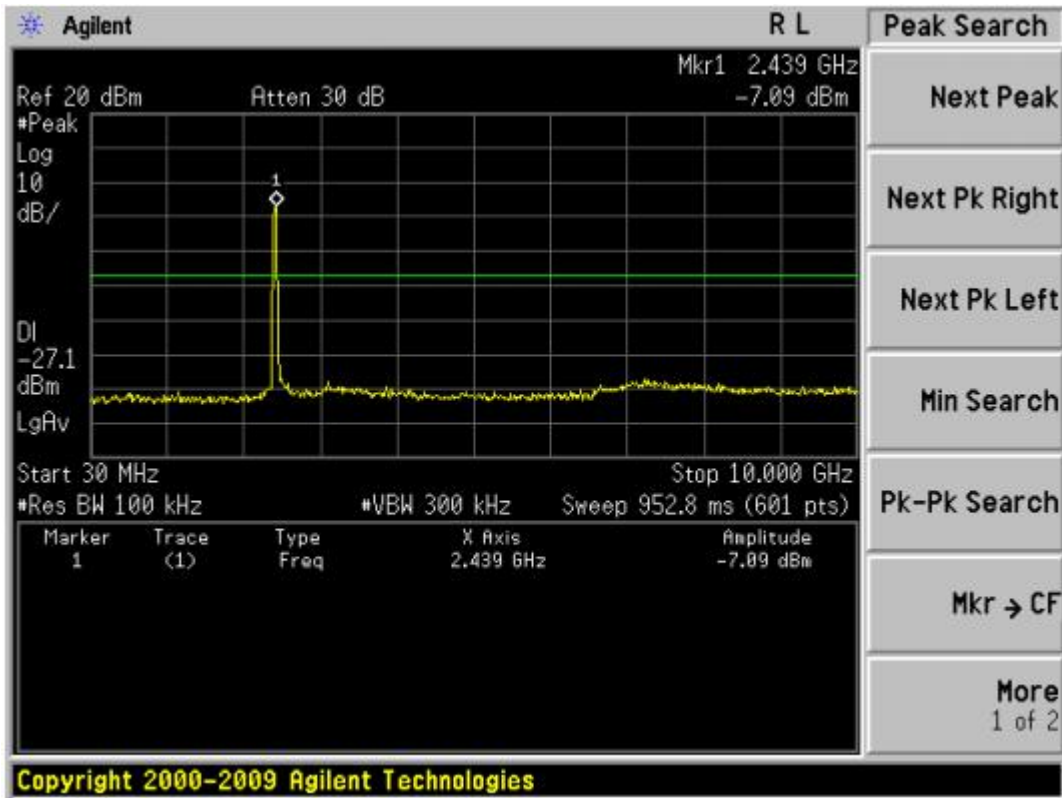 Agilent
R L
Peak Search
Mkr1 2.439 GHz
Ref 20 dBm Atten 30 dB -7.09 dBm
#Peak
Log
10
dB/
1
DI
-27.1
dBm
LgAv
Start 30 MHz Stop 10.000 GHz
#Res BW 100 kHz #VBW 300 kHz Sweep 952.8 ms (601 pts)
Marker Trace Type X Axis Amplitude
1 (1) Freq 2.439 GHz -7.09 dBm
Next Peak
Next Pk Right
Next Pk Left
Min Search
Pk-Pk Search
Mkr → CF
More
1 of 2
Copyright 2000-2009 Agilent Technologies